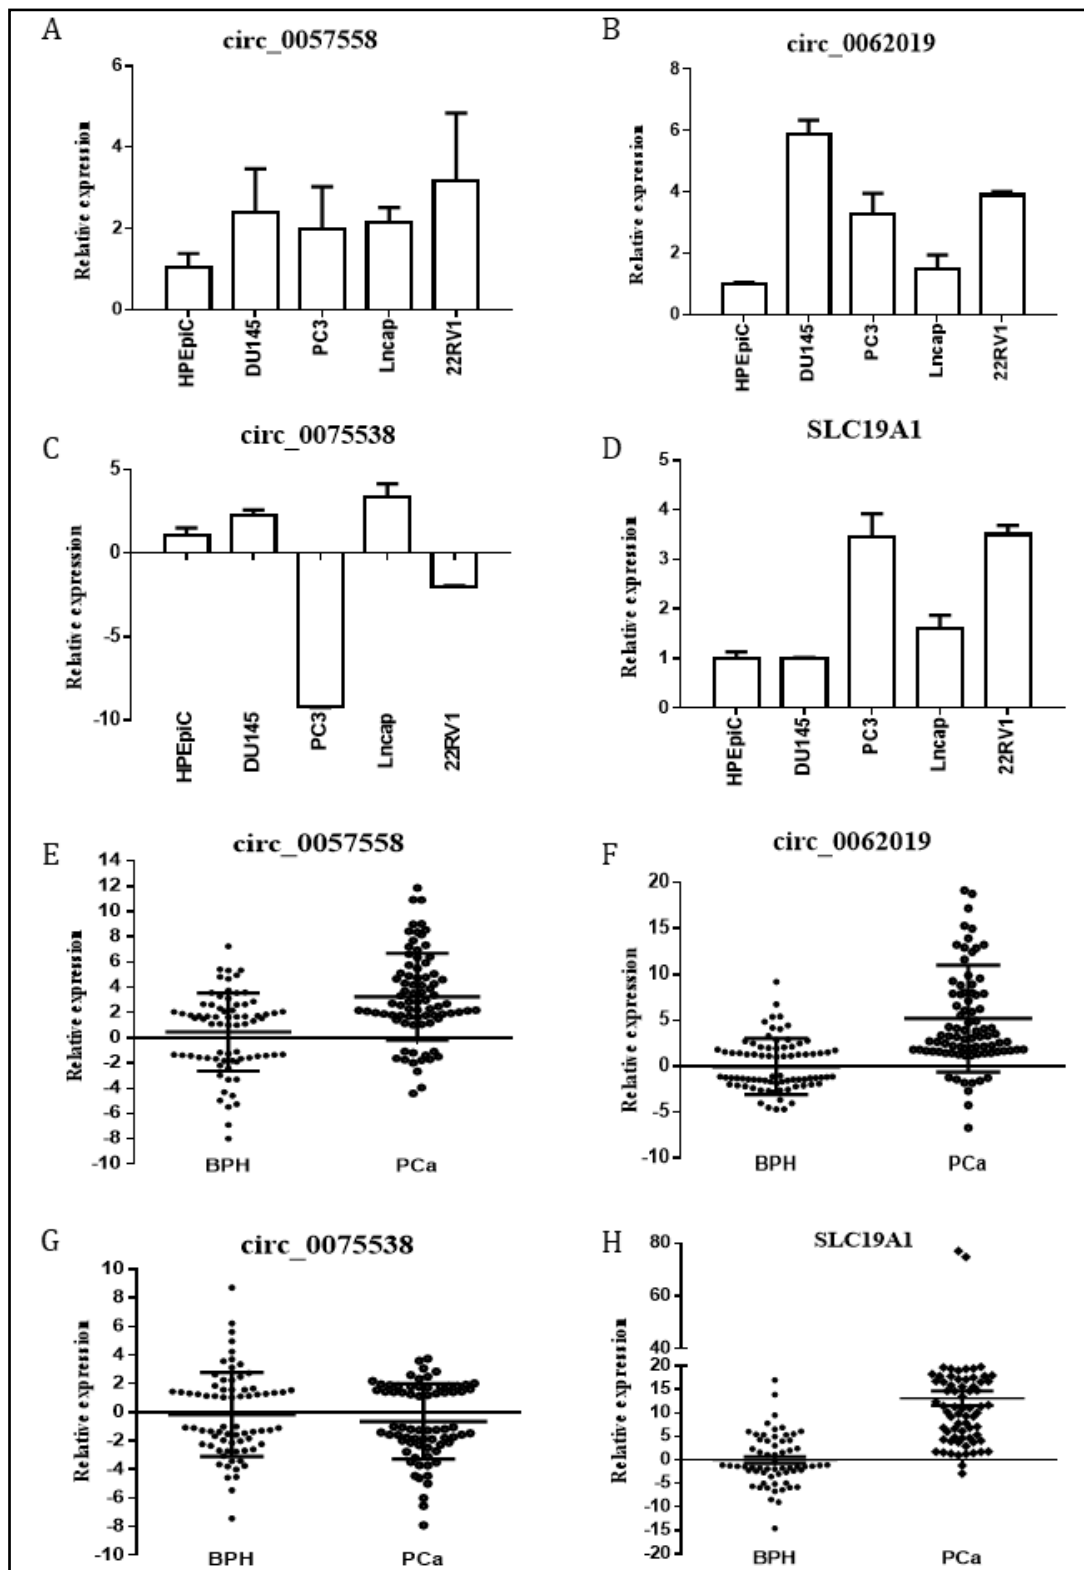 A
circ_0057558
Relative expression
6
4
2
0
HPEpiC
DU145
PC3
Lncap
22RV1
B
circ_0062019
Relative expression
8
6
4
2
0
HPEpiC
DU145
PC3
Lncap
22RV1
C
circ_0075538
Relative expression
5
0
-5
-10
HPEpiC
DU145
PC3
Lncap
22RV1
D
SLC19A1
Relative expression
5
4
3
2
1
0
HPEpiC
DU145
PC3
Lncap
22RV1
E
circ_0057558
Relative expression
14
12
10
8
6
4
2
0
-2
-4
-6
-8
-10
BPH
PCa
F
circ_0062019
Relative expression
20
15
10
5
0
-5
-10
BPH
PCa
G
circ_0075538
Relative expression
10
8
6
4
2
0
-2
-4
-6
-8
-10
BPH
PCa
H
SLC19A1
Relative expression
80
60
40
20
15
10
5
0
-5
-10
-15
-20
BPH
PCa